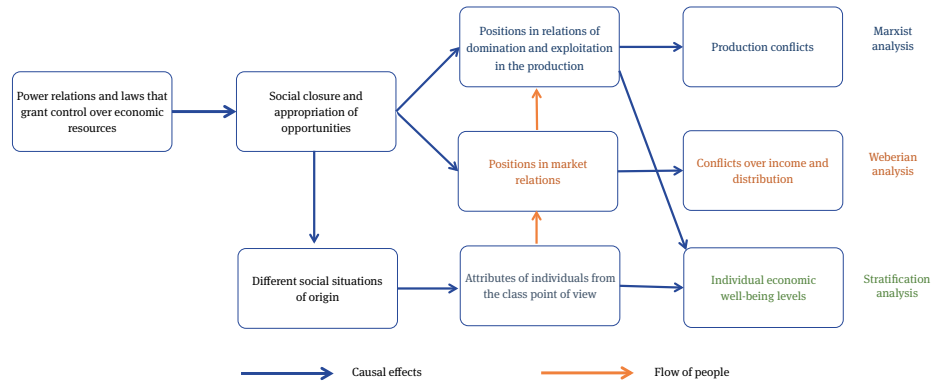 Power relations and laws that
grant control over economic
resources
Social closure and
appropriation of
opportunities
Different social situations
of origin
Positions in relations of
domination and exploitation
in the production
Positions in market
relations
Attributes of individuals from
the class point of view
Production conflicts
Conflicts over income and
distribution
Individual economic
well-being levels
Marxist
analysis
Weberian
analysis
Stratification
analysis
Causal effects
Flow of people